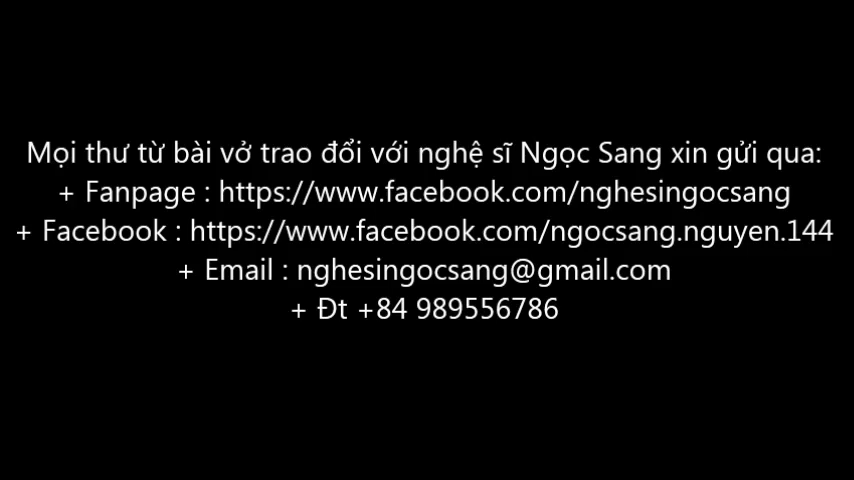 Mọi thư từ bài vở trao đổi với nghệ sĩ Ngọc Sang xin gửi qua:
+ Fanpage : https://www.facebook.com/nghesingocsang
+ Facebook : https://www.facebook.com/ngocsang.nguyen.144
+ Email : nghesingocsang@gmail.com
+ Đt +84 989556786